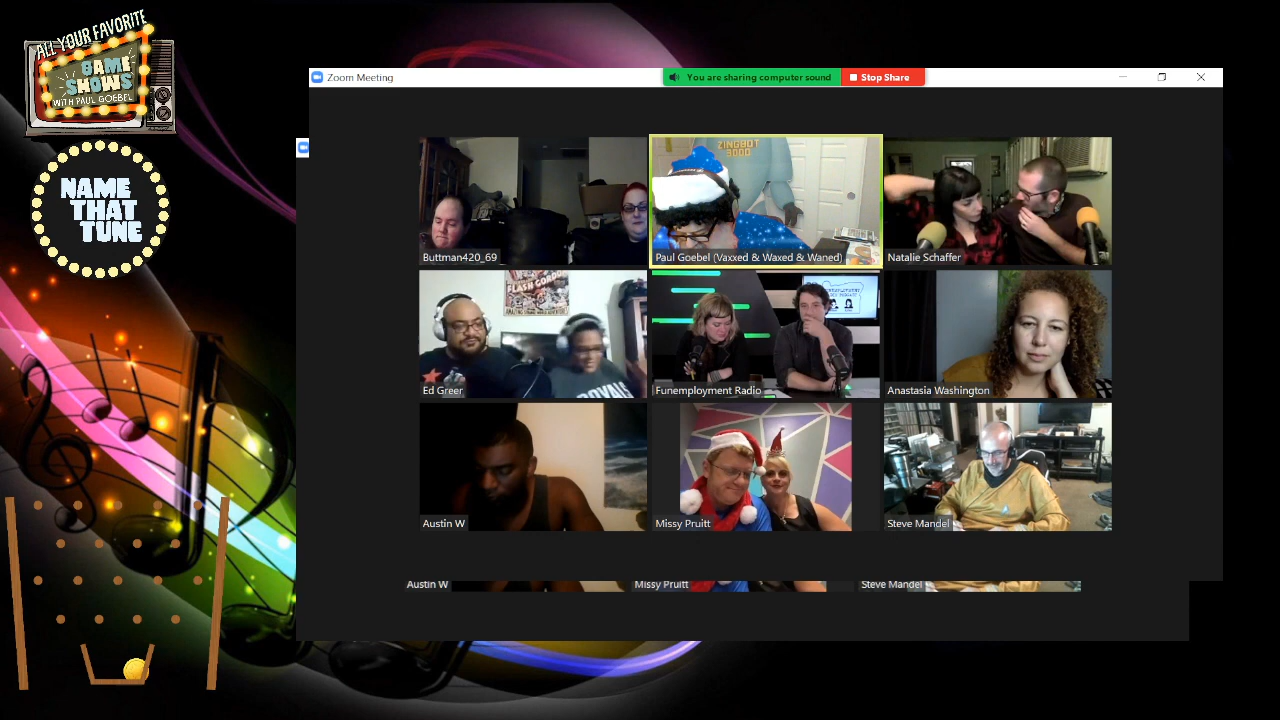 ALL YOUR FAVORITE
GAME
SHOWS
WITH PAUL GOEBEL
NAME
THAT
TUNE
Zoom Meeting
You are sharing computer sound
Stop Share
ZINGBOT
3000
Buttman420_69
Paul Goebel (Vaxxed & Waxed & Waned)
Natalie Schaffer
FLASH GORDON
ROYALS
Ed Greer
Funemployment Radio
Anastasia Washington
Austin W
Missy Pruitt
Steve Mandel
Austin W
Missy Pruitt
Steve Mandel